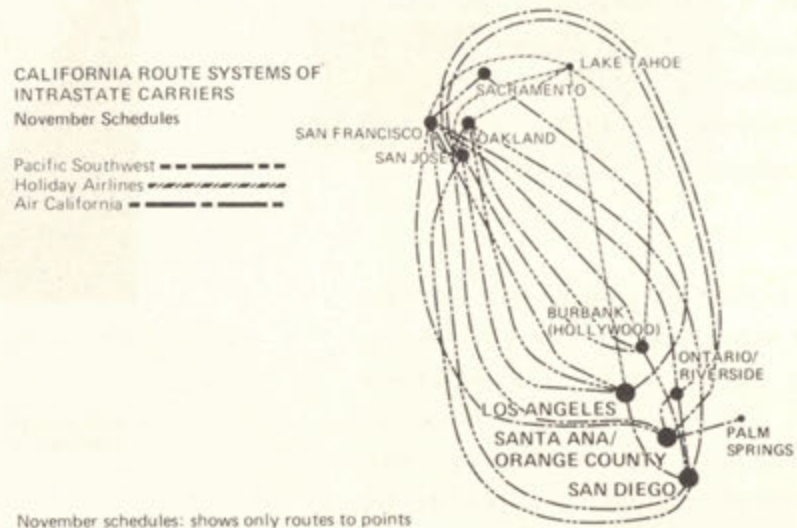 CALIFORNIA ROUTE SYSTEMS OF
INTRASTATE CARRIERS
November Schedules
Pacific Southwest
Holiday Airlines
Air California
LAKE TAHOE
SACRAMENTO
SAN FRANCISCO
OAKLAND
SAN JOSE
BURBANK
(HOLLYWOOD)
ONTARIO/
RIVERSIDE
LOS ANGELES
SANTA ANA/
ORANGE COUNTY
PALM
SPRINGS
SAN DIEGO
November schedules: shows only routes to points